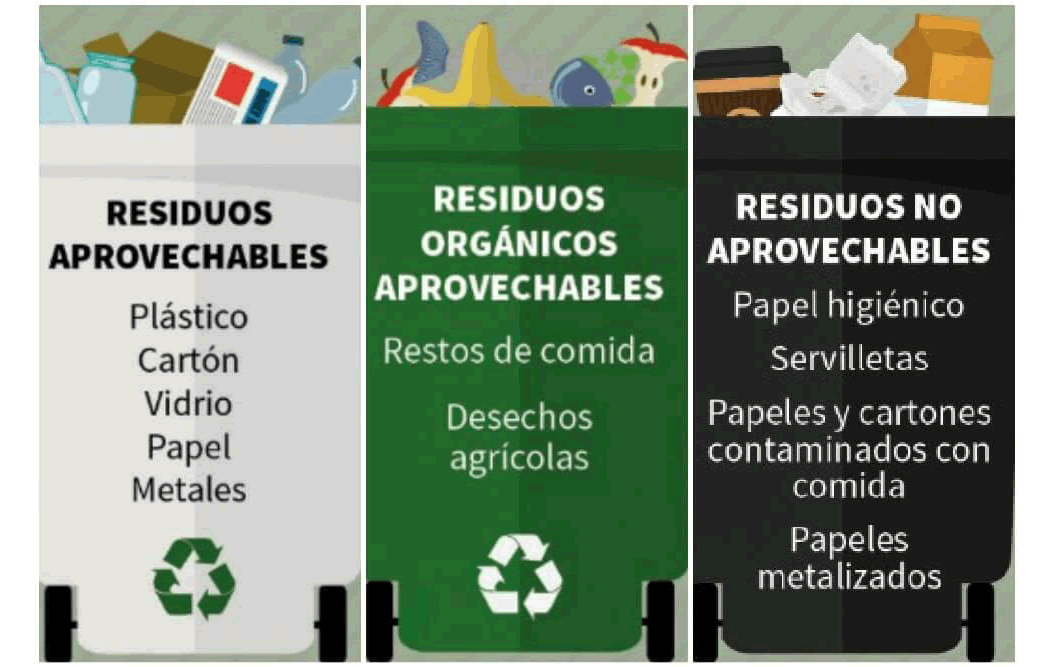 RESIDUOS
APROVECHABLES
Plástico
Cartón
Vidrio
Papel
Metales
RESIDUOS
ORGÁNICOS
APROVECHABLES
Restos de comida
Desechos
agrícolas
RESIDUOS NO
APROVECHABLES
Papel higiénico
Servilletas
Papeles y cartones
contaminados con
comida
Papeles
metalizados